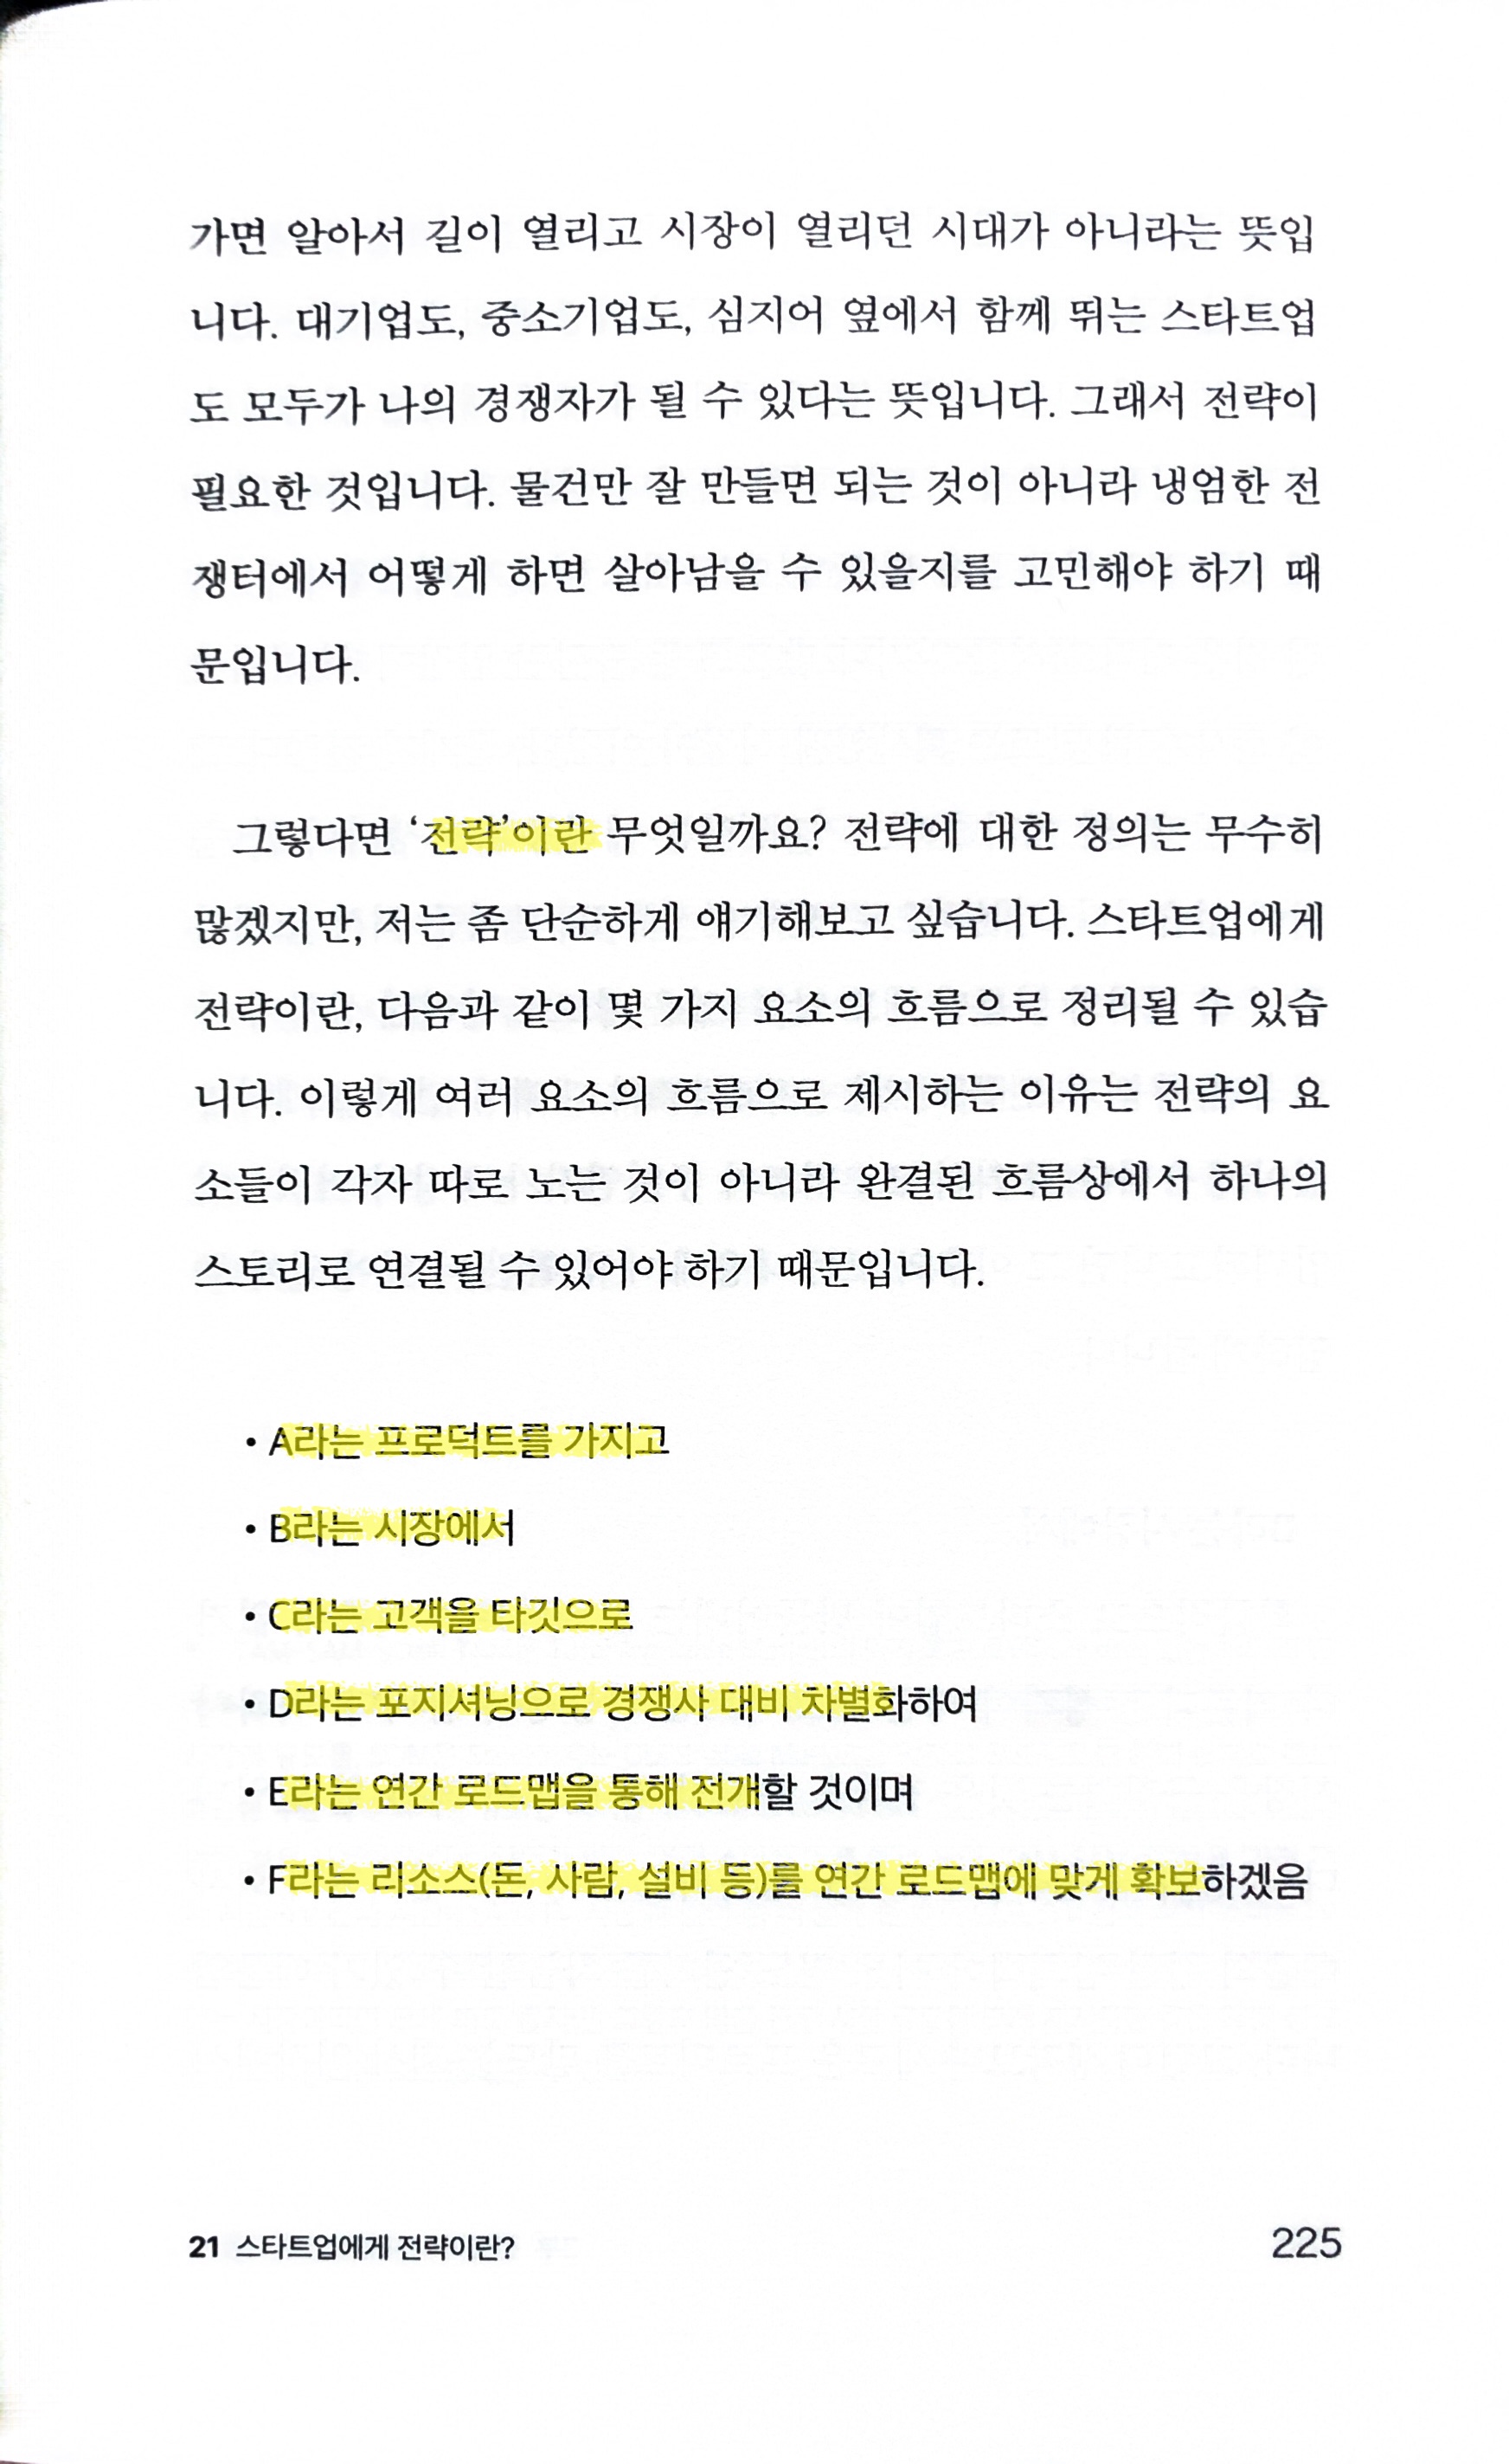 가면 알아서 길이 열리고 시장이 열리던 시대가 아니라는 뜻입
니다. 대기업도, 중소기업도, 심지어 옆에서 함께 뛰는 스타트업
도 모두가 나의 경쟁자가 될 수 있다는 뜻입니다. 그래서 전략이
필요한 것입니다. 물건만 잘 만들면 되는 것이 아니라 냉엄한 전
쟁터에서 어떻게 하면 살아남을 수 있을지를 고민해야 하기 때
문입니다.
그렇다면 ‘전략’이란 무엇일까요? 전략에 대한 정의는 무수히
많겠지만, 저는 좀 단순하게 얘기해보고 싶습니다. 스타트업에게
전략이란, 다음과 같이 몇 가지 요소의 흐름으로 정리될 수 있습
니다. 이렇게 여러 요소의 흐름으로 제시하는 이유는 전략의 요
소들이 각자 따로 노는 것이 아니라 완결된 흐름상에서 하나의
스토리로 연결될 수 있어야 하기 때문입니다.
• A라는 프로덕트를 가지고
• B라는 시장에서
• C라는 고객을 타깃으로
• D라는 포지셔닝으로 경쟁사 대비 차별화하여
• E라는 연간 로드맵을 통해 전개할 것이며
• F라는 리소스(돈, 사람, 설비 등)를 연간 로드맵에 맞게 확보하겠음
21 스타트업에게 전략이란?
225